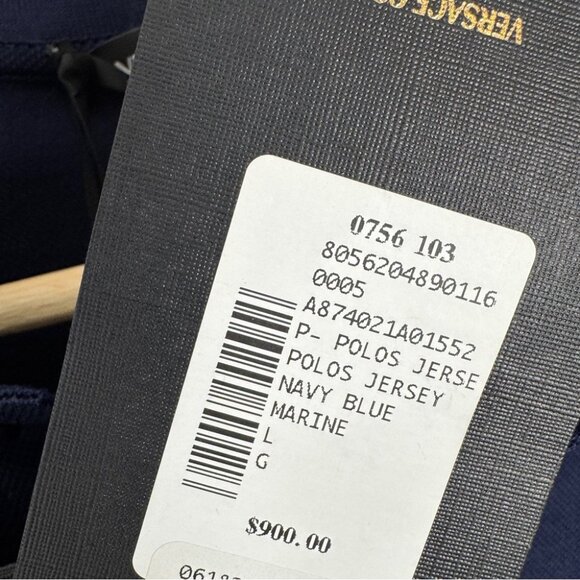 VERSACE
0756 103
8056204890116
0005
A874021A01552
P- POLOS JERSE
POLOS JERSEY
NAVY BLUE
MARINE
L
G
$900.00